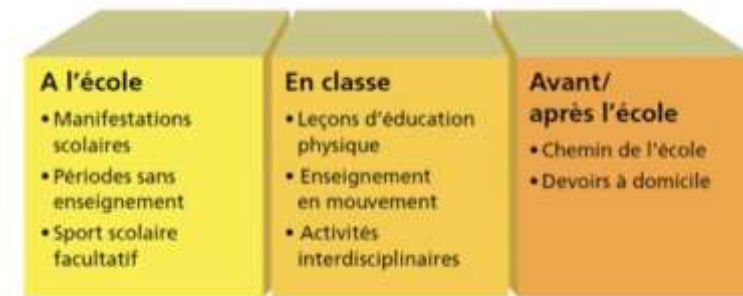 A l'école
• Manifestations
scolaires
• Périodes sans
enseignement
• Sport scolaire
facultatif
En classe
• Leçons d'éducation
physique
• Enseignement
en mouvement
• Activités
interdisciplinaires
Avant/
après l'école
• Chemin de l'école
• Devoirs à domicile